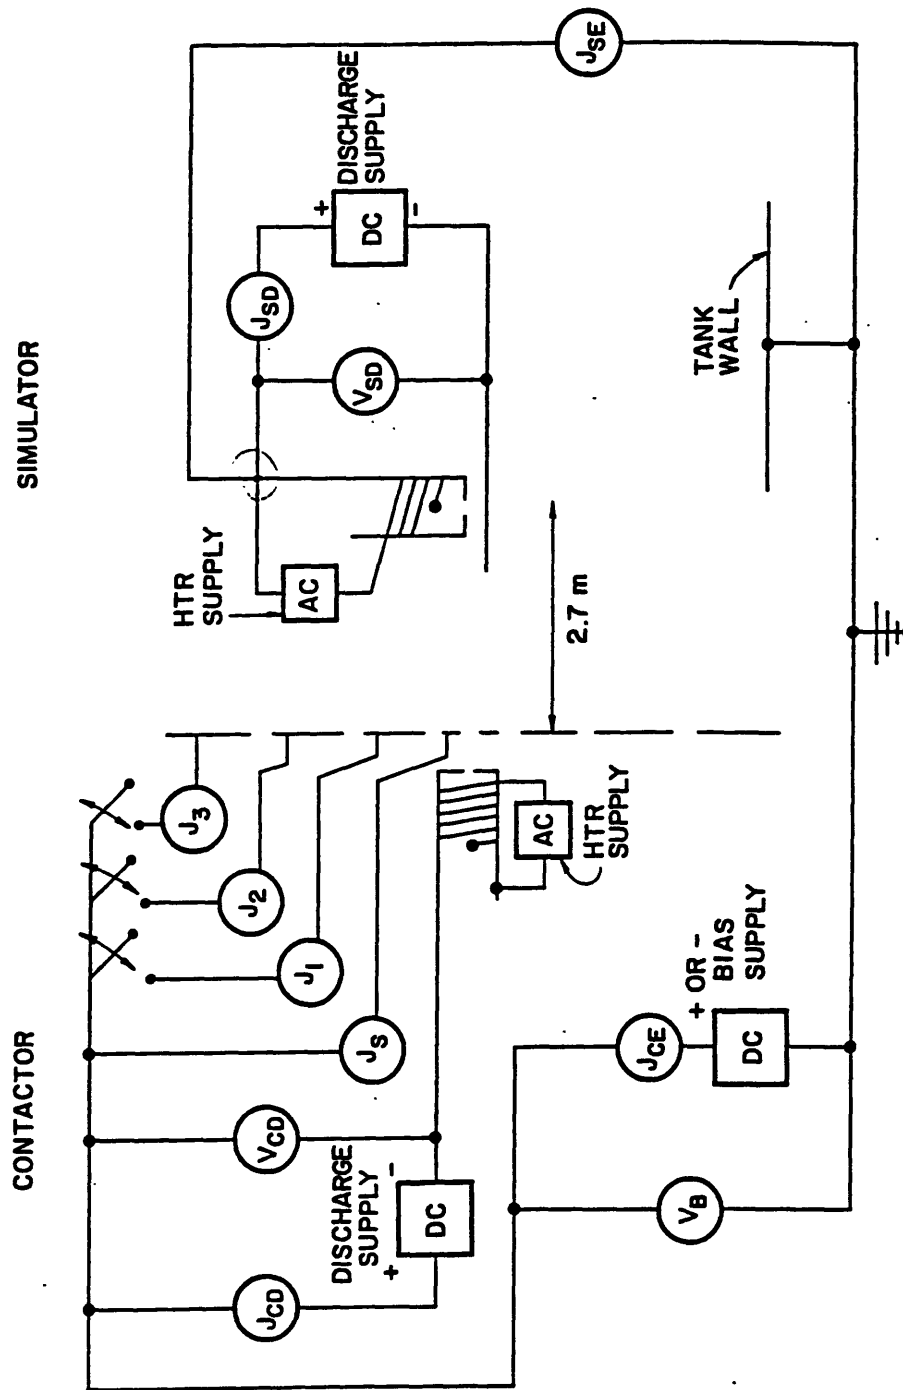 SIMULATOR
J_SE
DISCHARGE
SUPPLY
+
DC
-
J_SD
V_SD
HTR
SUPPLY
AC
TANK
WALL
2.7 m
CONTACTOR
J_3
J_2
J_1
J_S
AC
HTR
SUPPLY
V_CD
DISCHARGE
SUPPLY
+
-
DC
J_CD
J_CE
+ OR -
BIAS
SUPPLY
DC
V_B